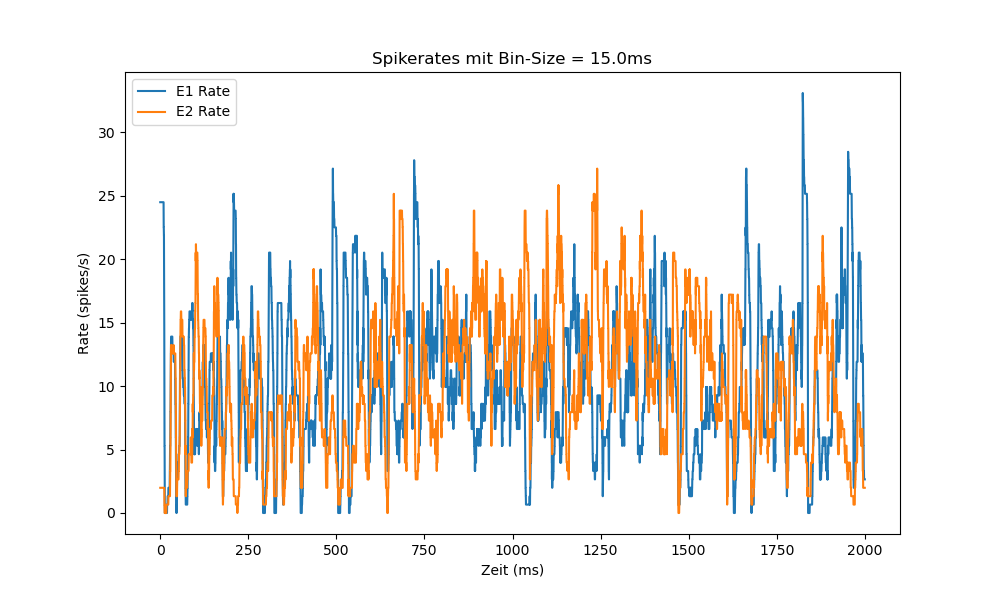 Spikerates mit Bin-Size = 15.0ms
E1 Rate
E2 Rate
30
25
20
15
10
5
0
Rate (spikes/s)
0 250 500 750 1000 1250 1500 1750 2000
Zeit (ms)